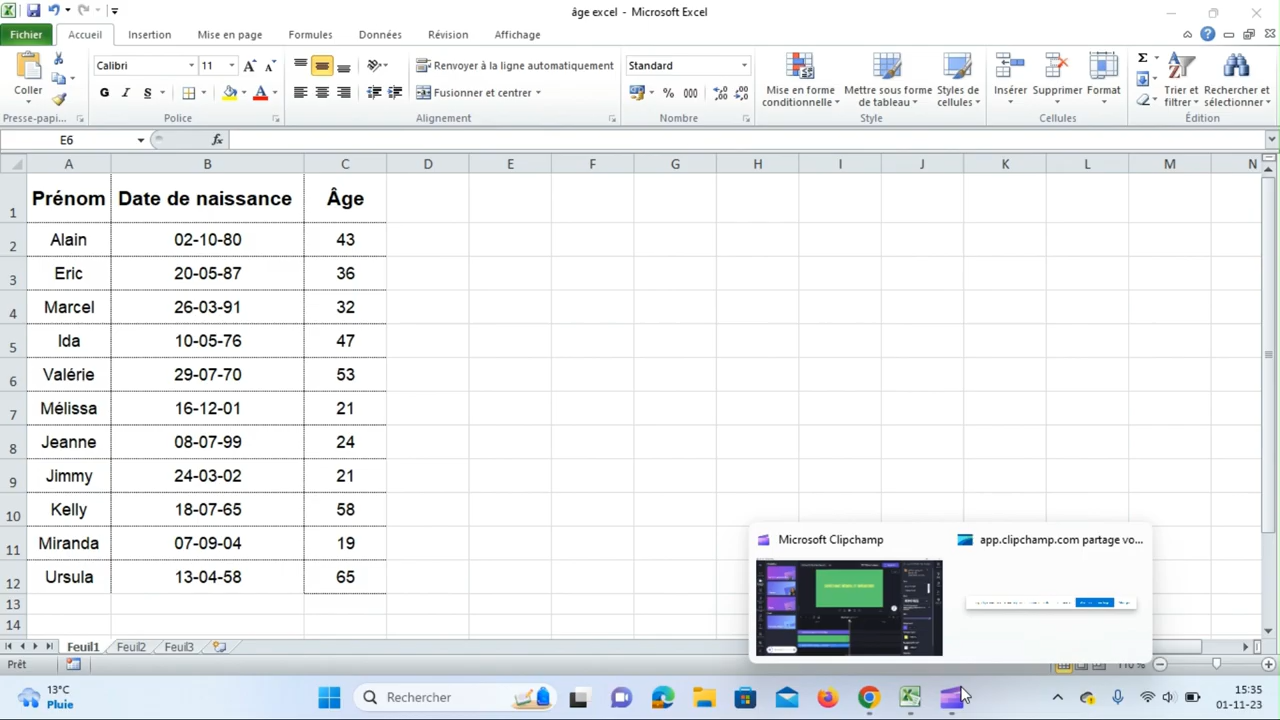 âge excel - Microsoft Excel
Fichier Accueil Insertion Mise en page Formules Données Révision Affichage
Coller
libri 11
G I S
Renvoyer à la ligne automatiquement
Fusionner et centrer
Standard
% 000
Mise en forme conditionnelle
Mettre sous forme de tableau
Styles de cellules
Insérer Supprimer Format
Trier et filtrer
Rechercher et sélectionner
Presse-papi... Police Alignement Nombre Style Cellules Édition
E6 fx
A B C D E F G H I J K L M N
1 Prénom Date de naissance Âge
2 Alain 02-10-80 43
3 Eric 20-05-87 36
4 Marcel 26-03-91 32
5 Ida 10-05-76 47
6 Valérie 29-07-70 53
7 Mélissa 16-12-01 21
8 Jeanne 08-07-99 24
9 Jimmy 24-03-02 21
10 Kelly 18-07-65 58
11 Miranda 07-09-04 19
12 Ursula 13-04-58 65
13
14
Microsoft Clipchamp
app.clipchamp.com partage vo...
Feuil1 Feuil2
Prêt
110 %
13°C
Pluie
Rechercher
15:35
01-11-23